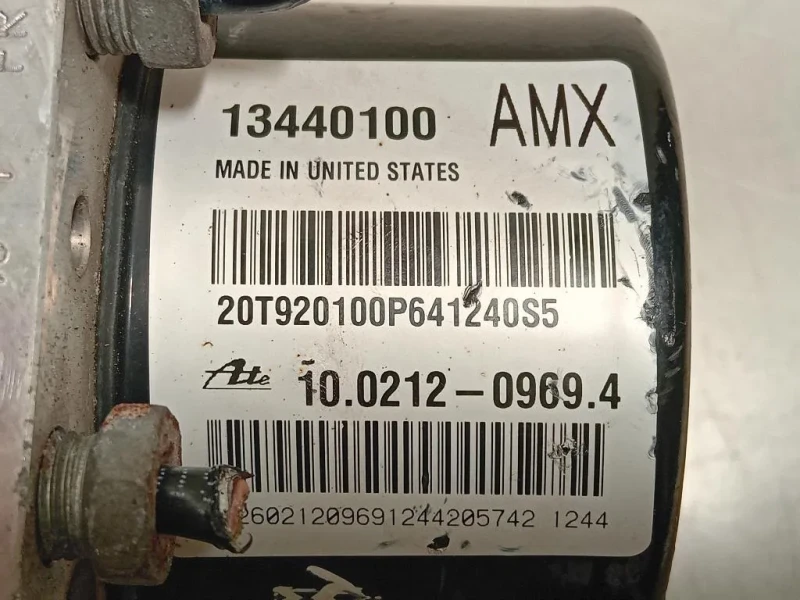 13440100 AMX
MADE IN UNITED STATES
20T920100P641240S5
Ate 10.0212-0969.4
2602120969124420574​2 1244